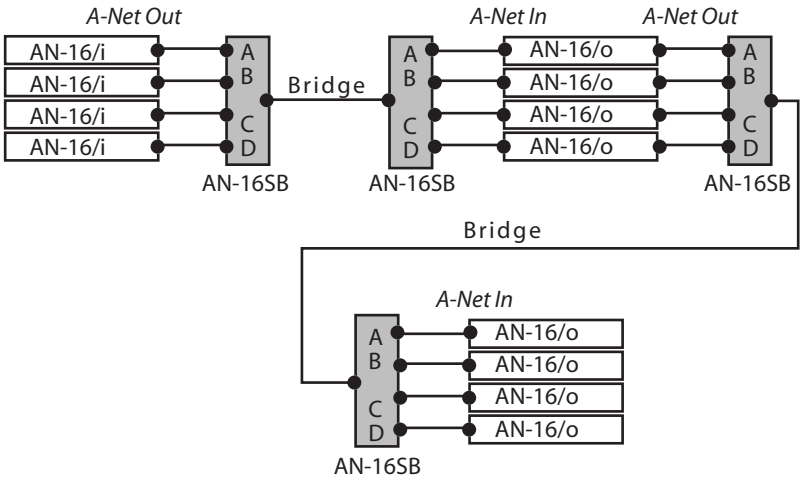 A-Net Out
A-Net In
A-Net Out
AN-16/i
AN-16/i
AN-16/i
AN-16/i
A
B
C
D
AN-16SB
Bridge
A
B
C
D
AN-16SB
AN-16/o
AN-16/o
AN-16/o
AN-16/o
A
B
C
D
AN-16SB
Bridge
A-Net In
A
B
C
D
AN-16SB
AN-16/o
AN-16/o
AN-16/o
AN-16/o